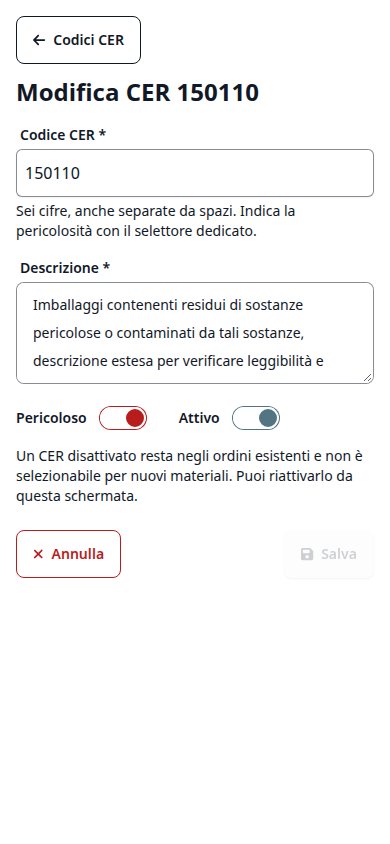 Codici CER
Modifica CER 150110
Codice CER *
150110
Sei cifre, anche separate da spazi. Indica la
pericolosità con il selettore dedicato.
Descrizione *
Imballaggi contenenti residui di sostanze
pericolose o contaminati da tali sostanze,
descrizione estesa per verificare leggibilità e
Pericoloso Attivo
Un CER disattivato resta negli ordini esistenti e non è
selezionabile per nuovi materiali. Puoi riattivarlo da
questa schermata.
Annulla Salva